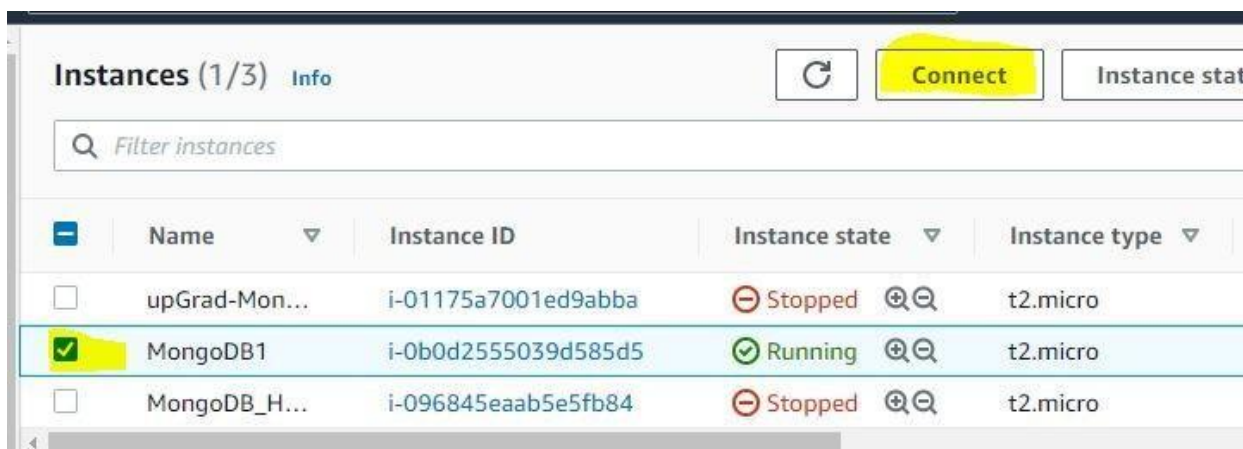 Instances (1/3) Info Connect Instance stat
Filter instances
Name Instance ID Instance state Instance type
upGrad-Mon... i-01175a7001ed9abba Stopped t2.micro
MongoDB1 i-0b0d2555039d585d5 Running t2.micro
MongoDB_H... i-096845eaab5e5fb84 Stopped t2.micro